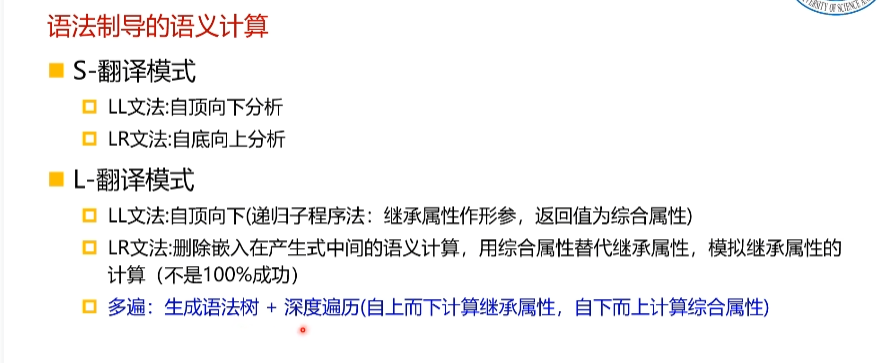 语法制导的语义计算
S-翻译模式
LL文法:自顶向下分析
LR文法:自底向上分析
L-翻译模式
LL文法:自顶向下(递归子程序法：继承属性作形参，返回值为综合属性)
LR文法:删除嵌入在产生式中间的语义计算，用综合属性替代继承属性，模拟继承属性的
计算（不是100%成功）
多遍：生成语法树 + 深度遍历(自上而下计算继承属性，自下而上计算综合属性)